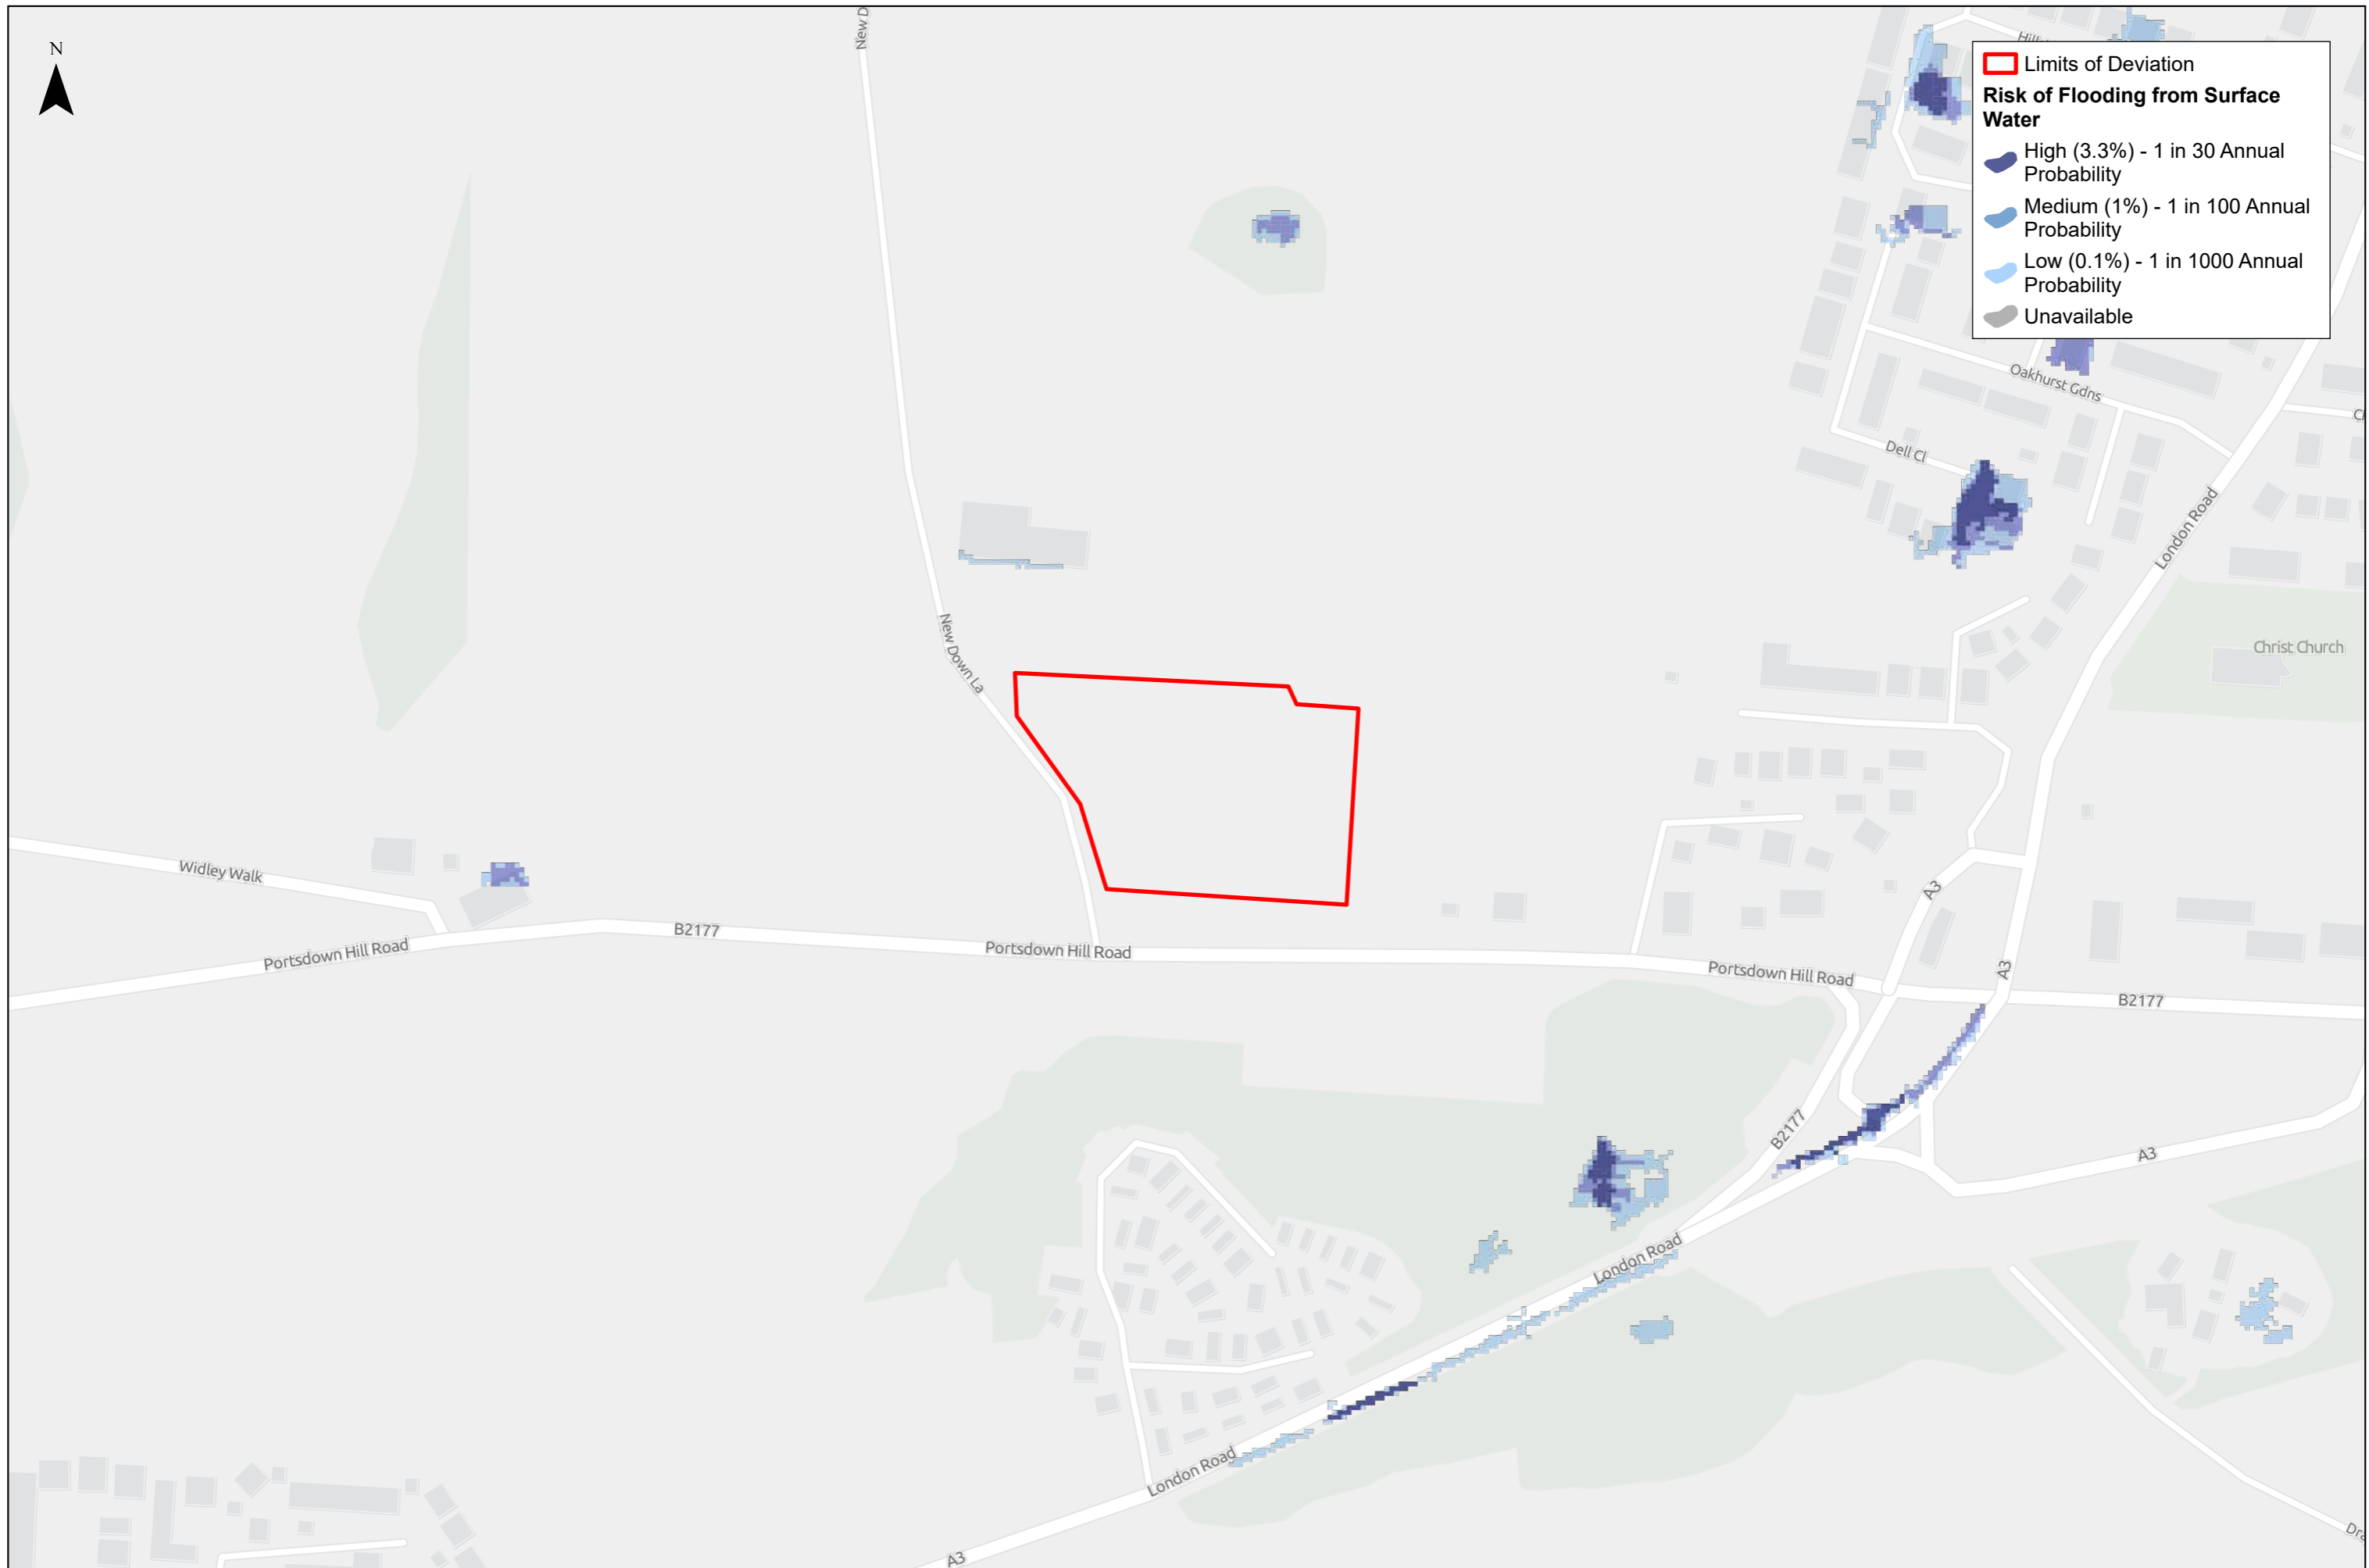 N
New D
Hill
Limits of Deviation
Risk of Flooding from Surface
Water
High (3.3%) - 1 in 30 Annual
Probability
Medium (1%) - 1 in 100 Annual
Probability
Low (0.1%) - 1 in 1000 Annual
Probability
Unavailable
Oakhurst Gdns
Dell Cl
London Road
New Down La
Christ Church
Widley Walk
A3
B2177
Portsdown Hill Road
Portsdown Hill Road
Portsdown Hill Road
A3
B2177
B2177
A3
London Road
London Road
A3